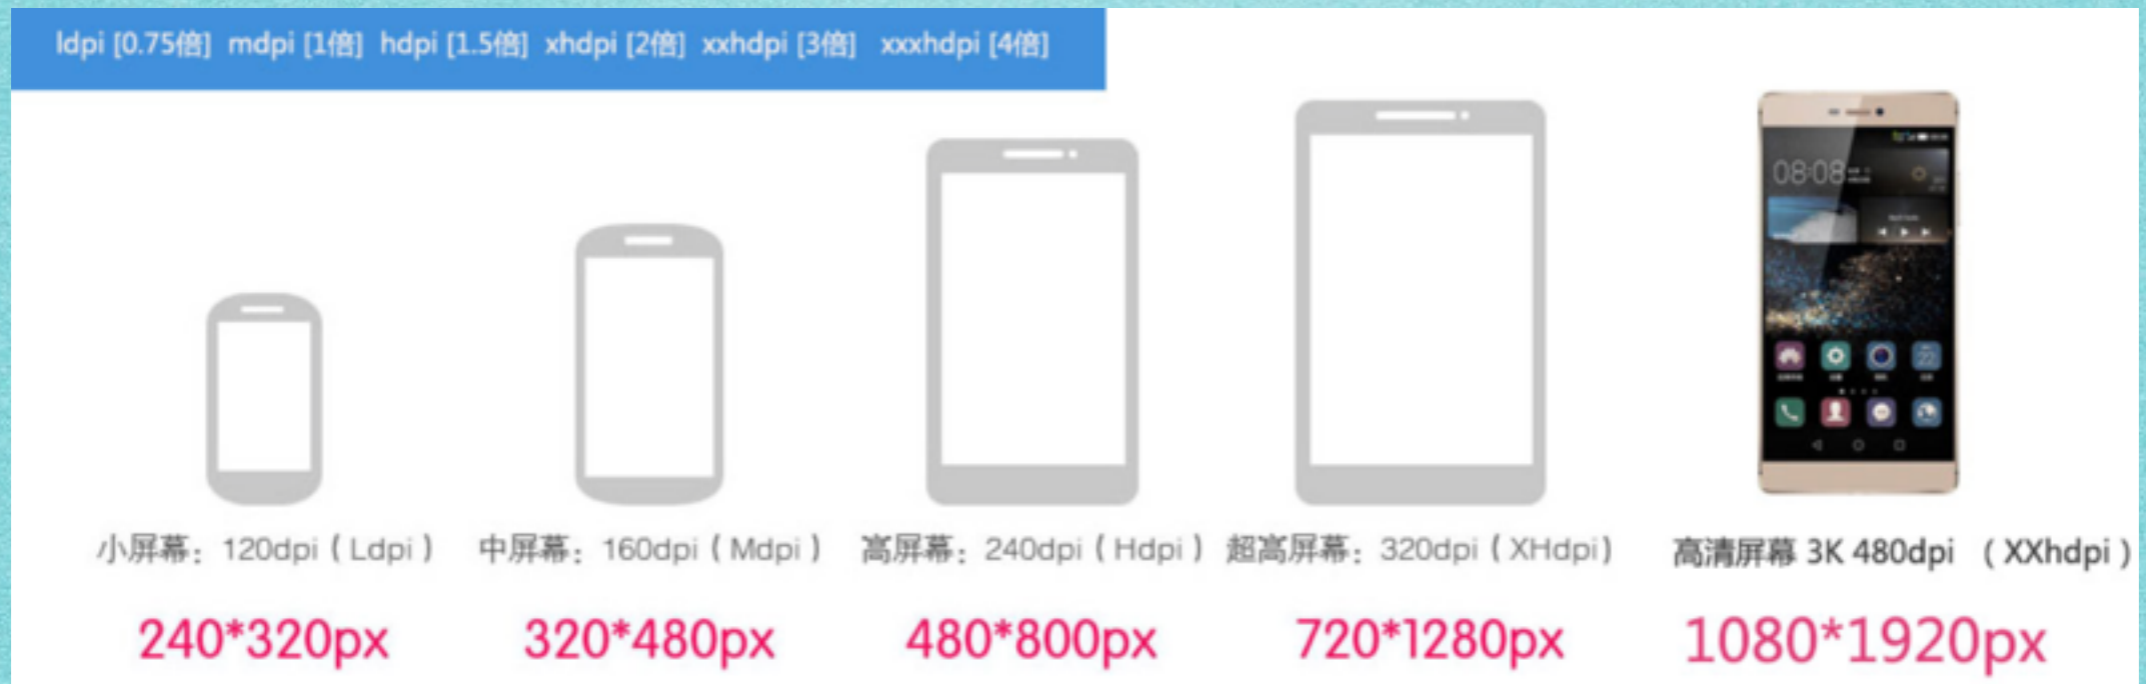 ldpi [0.75倍] mdpi [1倍] hdpi [1.5倍] xhdpi [2倍] xxhdpi [3倍] xxxhdpi [4倍]
08:08
小屏幕：120dpi ( Ldpi )
中屏幕：160dpi ( Mdpi )
高屏幕：240dpi ( Hdpi )
超高屏幕：320dpi ( XHdpi)
高清屏幕 3K 480dpi ( XXhdpi )
240*320px
320*480px
480*800px
720*1280px
1080*1920px